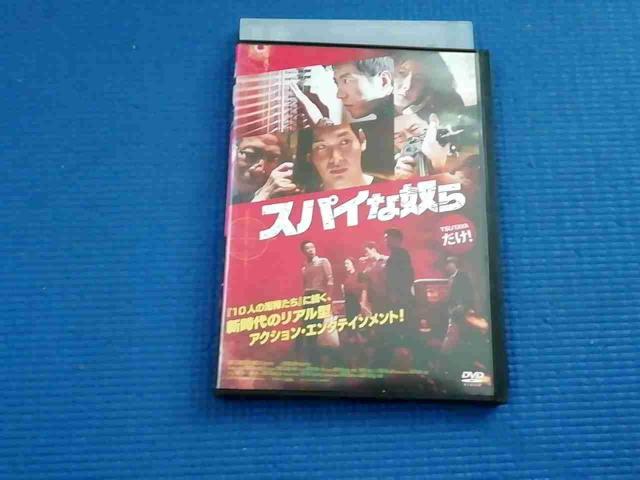 スパイな奴ら
TSUTAYA
だけ!
『10人の泥棒たち』に続く、
新時代のリアル型
アクション・エンタテインメント!
DVD